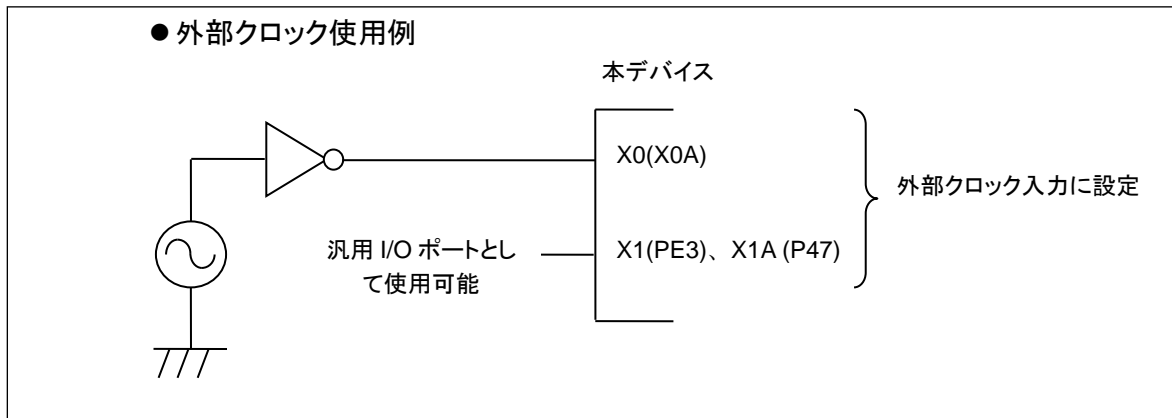 ● 外部クロック使用例
本デバイス
X0(X0A)
外部クロック入力に設定
汎用 I/O ポートとし
て使用可能
X1(PE3)、 X1A (P47)